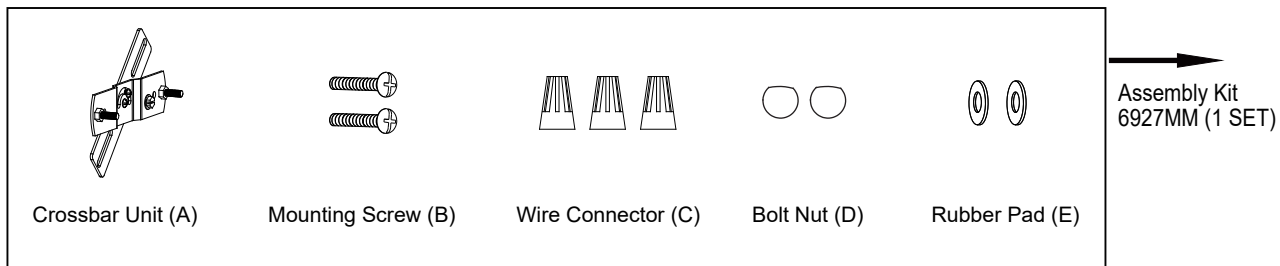 Assembly Kit
6927MM (1 SET)
Crossbar Unit (A)
Mounting Screw (B)
Wire Connector (C)
Bolt Nut (D)
Rubber Pad (E)